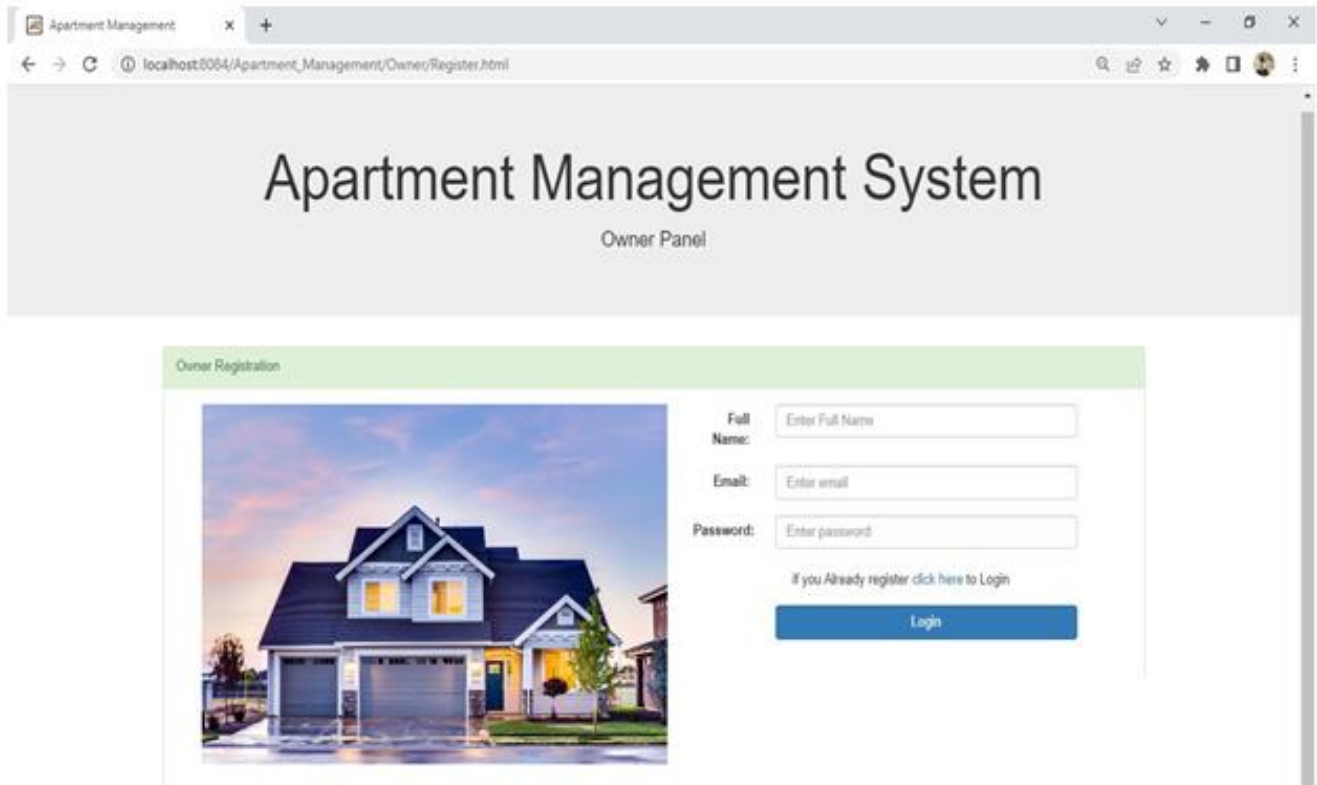 Apartment Management
localhost:8084/Apartment_Management/Owner/Register.html
Apartment Management System
Owner Panel
Owner Registration
Full
Name:
Enter Full Name
Email:
Enter email
Password:
Enter password
If you Already register click here to Login
Login